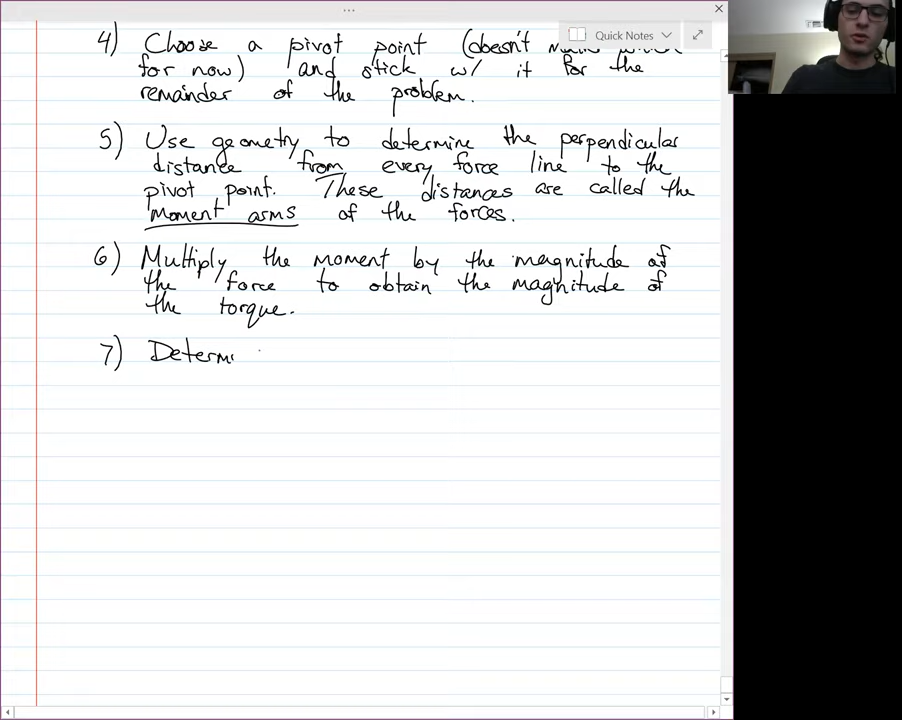 Quick Notes
4) Choose a pivot point (doesn't
for now) and stick w/ it for the
remainder of the problem.
5) Use geometry to determine the perpendicular
distance from every force line to the
pivot point. These distances are called the
moment arms of the forces.
6) Multiply the moment by the magnitude of
the force to obtain the magnitude of
the torque.
7) Determi